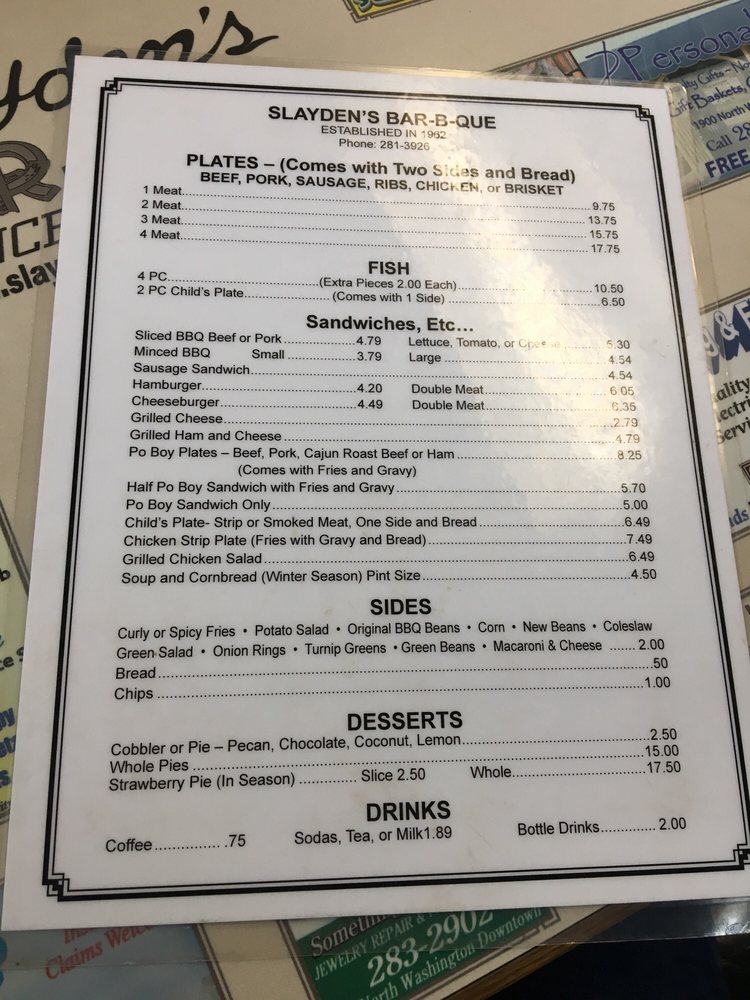 yden's
Persona
lty Gifts ~ No
Gift Baskets,
1900 North
Call 28
FREE
R
NCE
.slay
SLAYDEN'S BAR-B-QUE
ESTABLISHED IN 1962
Phone: 281-3926
PLATES – (Comes with Two Sides and Bread)
BEEF, PORK, SAUSAGE, RIBS, CHICKEN, or BRISKET
1 Meat 9.75
2 Meat 13.75
3 Meat 15.75
4 Meat 17.75
FISH
4 PC (Extra Pieces 2.00 Each) 10.50
2 PC Child's Plate (Comes with 1 Side) 6.50
Sandwiches, Etc...
Sliced BBQ Beef or Pork 4.79 Lettuce, Tomato, or Cheese 5.30
Minced BBQ Small 3.79 Large 4.54
Sausage Sandwich 4.54
Hamburger 4.20 Double Meat 6.05
Cheeseburger 4.49 Double Meat 6.35
Grilled Cheese 2.79
Grilled Ham and Cheese 4.79
Po Boy Plates – Beef, Pork, Cajun Roast Beef or Ham 8.25
(Comes with Fries and Gravy)
Half Po Boy Sandwich with Fries and Gravy 5.70
Po Boy Sandwich Only 5.00
Child's Plate- Strip or Smoked Meat, One Side and Bread 6.49
Chicken Strip Plate (Fries with Gravy and Bread) 7.49
Grilled Chicken Salad 6.49
Soup and Cornbread (Winter Season) Pint Size 4.50
SIDES
Curly or Spicy Fries • Potato Salad • Original BBQ Beans • Corn • New Beans • Coleslaw
Green Salad • Onion Rings • Turnip Greens • Green Beans • Macaroni & Cheese 2.00
Bread .50
Chips 1.00
DESSERTS
Cobbler or Pie – Pecan, Chocolate, Coconut, Lemon 2.50
Whole Pies 15.00
Strawberry Pie (In Season) Slice 2.50 Whole 17.50
DRINKS
Coffee .75 Sodas, Tea, or Milk1.89 Bottle Drinks 2.00
Claims Welc
Somethin
JEWELRY REPAIR &
283-2902
North Washington Downtown